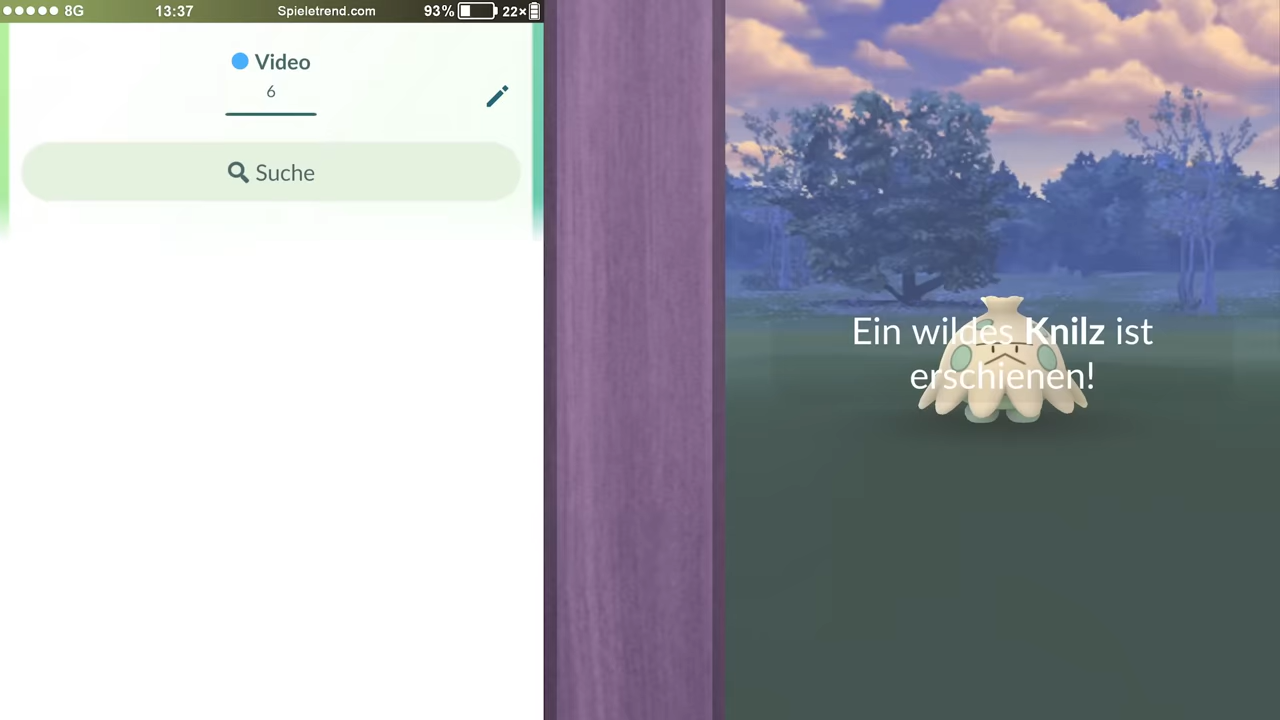 8G 13:37 Spieletrend.com 93% 22×
Video
6
Suche
Ein wildes Knilz ist
erschienen!